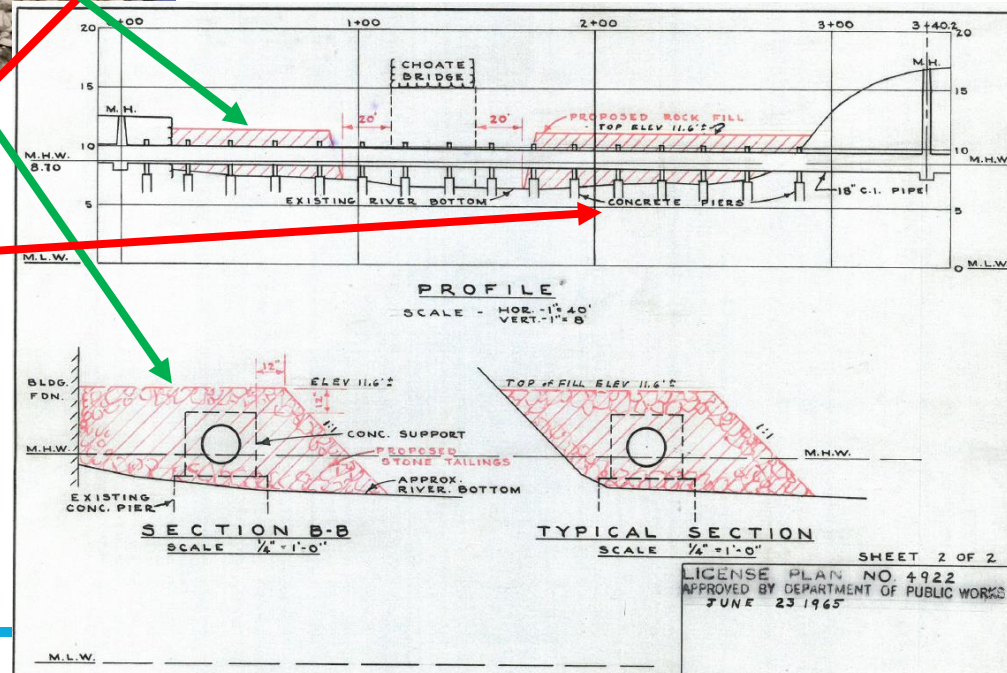 0+00
1+00
2+00
3+00
3+40.2
20
20
CHOATE
BRIDGE
M.H.
15
15
M.H.
20'
20'
PROPOSED ROCK FILL
TOP ELEV 11.6'±
10
10
M.H.W.
8.70
M.H.W.
EXISTING RIVER BOTTOM
CONCRETE PIERS
18" C.I. PIPE
5
5
M.L.W.
0
M.L.W.
PROFILE
SCALE - HOR.-1"=40'
VERT.-1"=8'
12"
BLDG.
FDN.
ELEV 11.6'±
12"
1:1
CONC. SUPPORT
M.H.W.
PROPOSED
STONE TAILINGS
APPROX.
RIVER BOTTOM
EXISTING
CONC. PIER
SECTION B-B
SCALE 1/4"=1'-0"
TOP OF FILL ELEV 11.6'±
1:1
M.H.W.
TYPICAL SECTION
SCALE 1/4"=1'-0"
SHEET 2 OF 2
LICENSE PLAN NO. 4922
APPROVED BY DEPARTMENT OF PUBLIC WORKS
JUNE 23 1965
M.L.W.